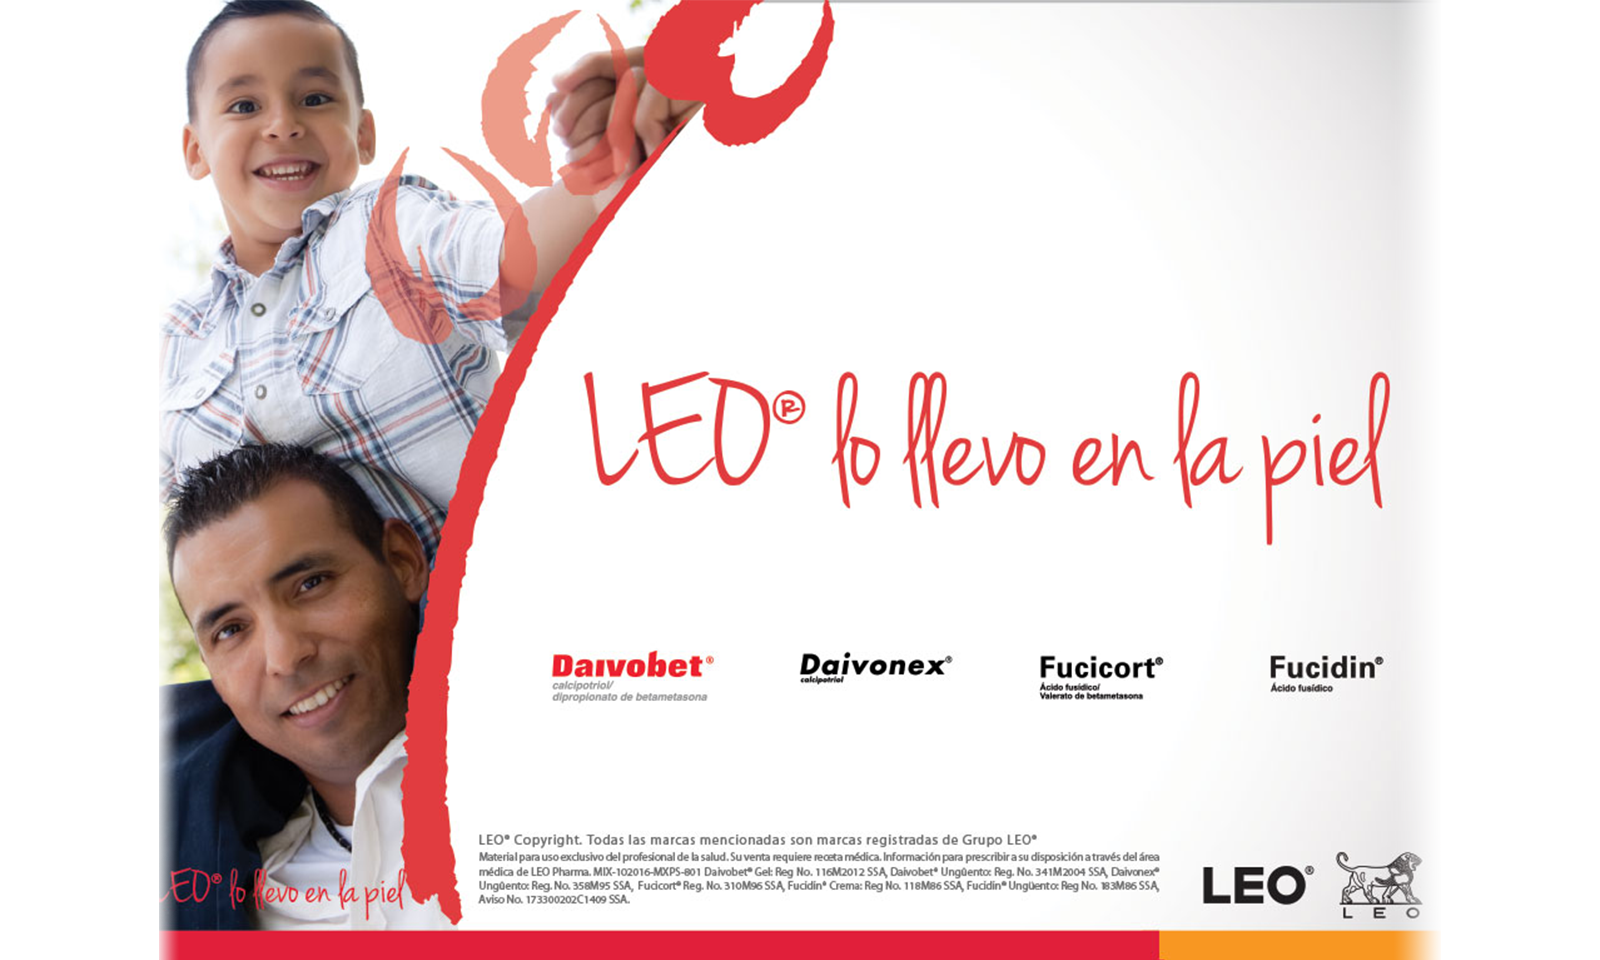 LEO® lo llevo en la piel
Daivobet®
calcipotriol/
dipropionato de betametasona
Daivonex®
calcipotriol
Fucicort®
Ácido fusídico/
Valerato de betametasona
Fucidin®
Ácido fusídico
LEO® Copyright. Todas las marcas mencionadas son marcas registradas de Grupo LEO®
Material para uso exclusivo del profesional de la salud. Su venta requiere receta médica. Información para prescribir a su disposición a través del área
médica de LEO Pharma. MIX-102016-MXPS-801 Daivobet® Gel: Reg No. 116M2012 SSA, Daivobet® Ungüento: Reg. No. 341M2004 SSA, Daivonex®
Ungüento: Reg. No. 358M95 SSA, Fucicort® Reg. No. 310M96 SSA, Fucidin® Crema: Reg No. 118M86 SSA, Fucidin® Ungüento: Reg No. 183M86 SSA,
Aviso No. 173300202C1409 SSA.
LEO® lo llevo en la piel
LEO®
LEO